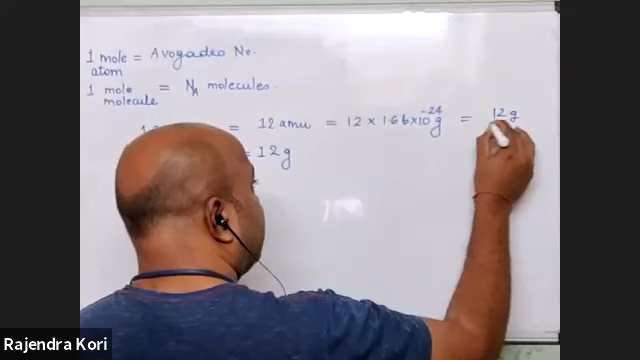 1 mole = Avogadro No.
atom
1 mole = NA molecules.
molecule
= 12 amu = 12 × 1.66×10^-24 g = 12 g
= 12 g
Rajendra Kori